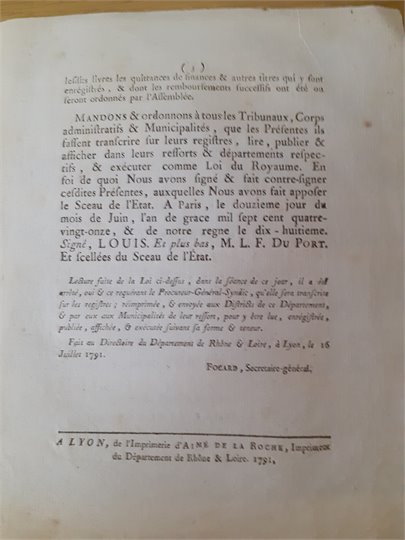 ( 3 )
lesdits livres les quittances de finances & autres titres qui y sont
enrégistrés, & dont les remboursements successifs ont été ou
seront ordonnés par l'Assemblée.
MANDONS & ordonnons à tous les Tribunaux, Corps
administratifs & Municipalités, que les Présentes ils
fassent transcrire sur leurs registres, lire, publier &
afficher dans leurs ressorts & départements respec-
tifs, & exécuter comme Loi du Royaume. En
foi de quoi Nous avons signé & fait contre-signer
cesdites Présentes, auxquelles Nous avons fait apposer
le Sceau de l'État. A Paris, le douzieme jour du
mois de Juin, l'an de grace mil sept cent quatre-
vingt-onze, & de notre regne le dix-huitieme.
Signé, LOUIS. Et plus bas, M. L. F. DU PORT.
Et scellées du Sceau de l'État.
Lecture faite de la Loi ci-dessus, dans la séance de ce jour, il a été
arrêté, oui & ce requérant le Procureur-Général-Syndic, qu'elle sera transcrite
sur les registres; réimprimée, & envoyée aux Districts de ce Département,
& par eux aux Municipalités de leur ressort, pour y être lue, enrégistrée,
publiée, affichée, & exécutée suivant sa forme & teneur.
Fait au Directoire du Département de Rhône & Loire, à Lyon, le 16
Juillet 1791.
FOCARD, Secretaire-général.
A LYON, de l'Imprimerie d'AINÉ DE LA ROCHE, Imprimeur
du Département de Rhône & Loire. 1791.